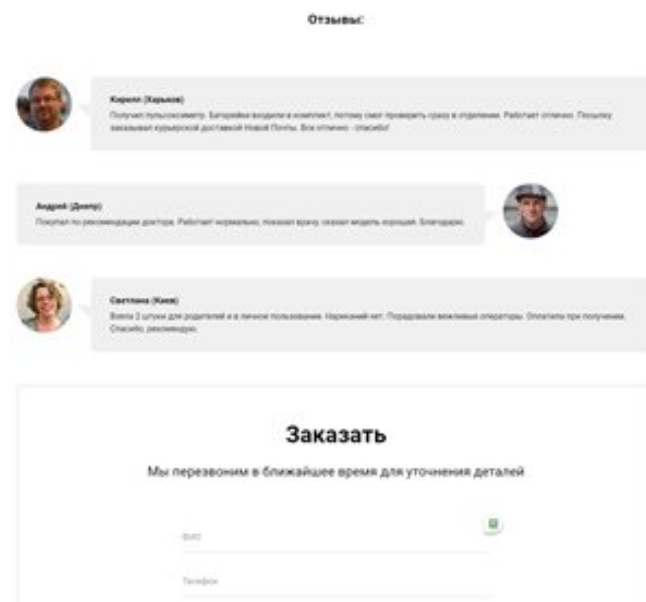 Отзывы:
Кирилл (Харьков)
Получил пульсоксиметр. Батарейки входили в комплект, потому смог проверить сразу в отделении. Работает отлично. Посылку
заказывал курьерской доставкой Новой Почты. Все отлично - спасибо!
Андрей (Днепр)
Покупал по рекомендации доктора. Работает нормально, показал врачу, сказал модель хорошая. Благодарю.
Светлана (Киев)
Взяла 2 штуки для родителей и в личное пользование. Нареканий нет. Порадовали вежливые операторы. Оплатила при получении.
Спасибо, рекомендую.
Заказать
Мы перезвоним в ближайшее время для уточнения деталей
ФИО
Телефон